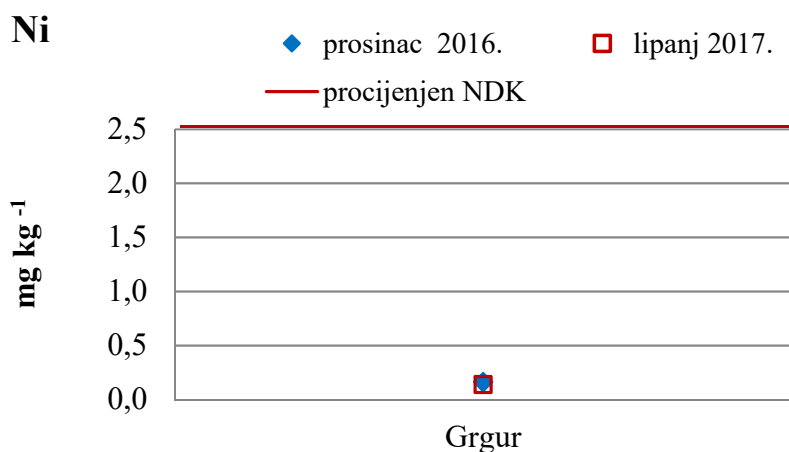 Ni
prosinac 2016.
lipanj 2017.
procijenjen NDK
2,5
2,0
1,5
1,0
0,5
0,0
mg kg -1
Grgur